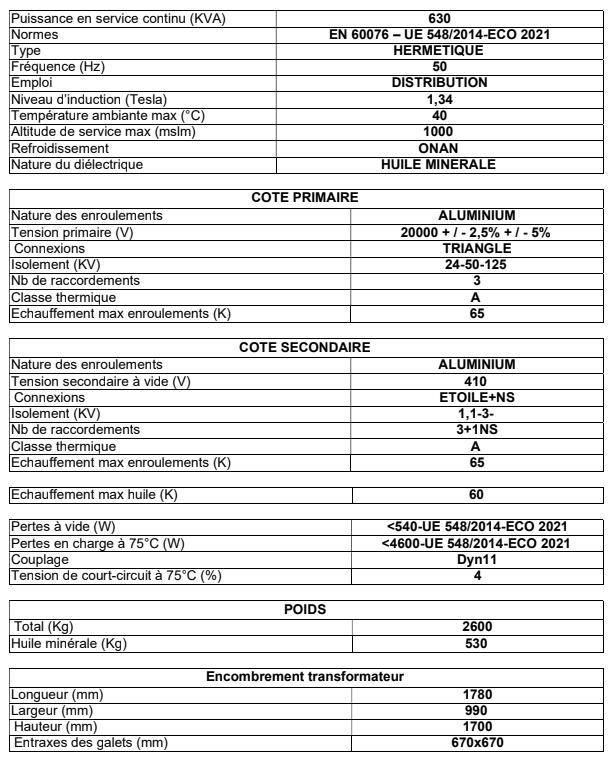 Puissance en service continu (KVA) 630
Normes EN 60076 – UE 548/2014-ECO 2021
Type HERMETIQUE
Fréquence (Hz) 50
Emploi DISTRIBUTION
Niveau d'induction (Tesla) 1,34
Température ambiante max (°C) 40
Altitude de service max (mslm) 1000
Refroidissement ONAN
Nature du diélectrique HUILE MINERALE
COTE PRIMAIRE
Nature des enroulements ALUMINIUM
Tension primaire (V) 20000 + / - 2,5% + / - 5%
Connexions TRIANGLE
Isolement (KV) 24-50-125
Nb de raccordements 3
Classe thermique A
Echauffement max enroulements (K) 65
COTE SECONDAIRE
Nature des enroulements ALUMINIUM
Tension secondaire à vide (V) 410
Connexions ETOILE+NS
Isolement (KV) 1,1-3-
Nb de raccordements 3+1NS
Classe thermique A
Echauffement max enroulements (K) 65
Echauffement max huile (K) 60
Pertes à vide (W) <540-UE 548/2014-ECO 2021
Pertes en charge à 75°C (W) <4600-UE 548/2014-ECO 2021
Couplage Dyn11
Tension de court-circuit à 75°C (%) 4
POIDS
Total (Kg) 2600
Huile minérale (Kg) 530
Encombrement transformateur
Longueur (mm) 1780
Largeur (mm) 990
Hauteur (mm) 1700
Entraxes des galets (mm) 670x670